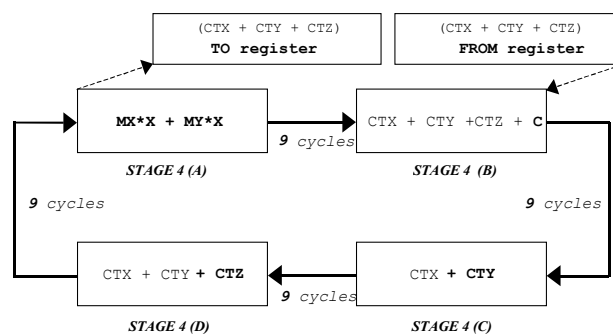 (CTX + CTY + CTZ)
TO register
(CTX + CTY + CTZ)
FROM register
MX*X + MY*X
9 cycles
CTX + CTY +CTZ + C
STAGE 4 (A)
STAGE 4 (B)
9 cycles
9 cycles
CTX + CTY + CTZ
9 cycles
CTX + CTY
STAGE 4 (D)
STAGE 4 (C)